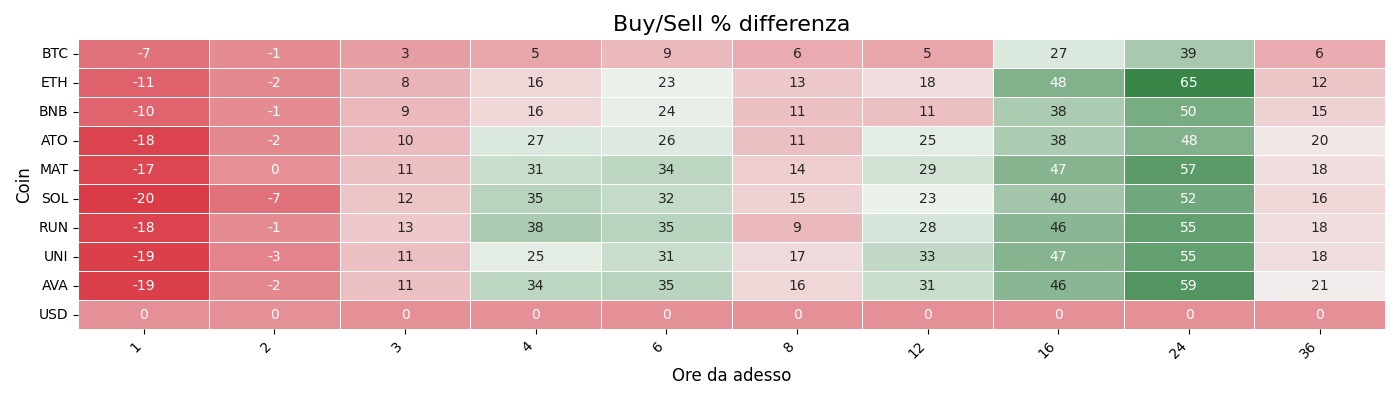 Buy/Sell % differenza
Coin
BTC -7 -1 3 5 9 6 5 27 39 6
ETH -11 -2 8 16 23 13 18 48 65 12
BNB -10 -1 9 16 24 11 11 38 50 15
ATO -18 -2 10 27 26 11 25 38 48 20
MAT -17 0 11 31 34 14 29 47 57 18
SOL -20 -7 12 35 32 15 23 40 52 16
RUN -18 -1 13 38 35 9 28 46 55 18
UNI -19 -3 11 25 31 17 33 47 55 18
AVA -19 -2 11 34 35 16 31 46 59 21
USD 0 0 0 0 0 0 0 0 0 0
1 2 3 4 6 8 12 16 24 36
Ore da adesso